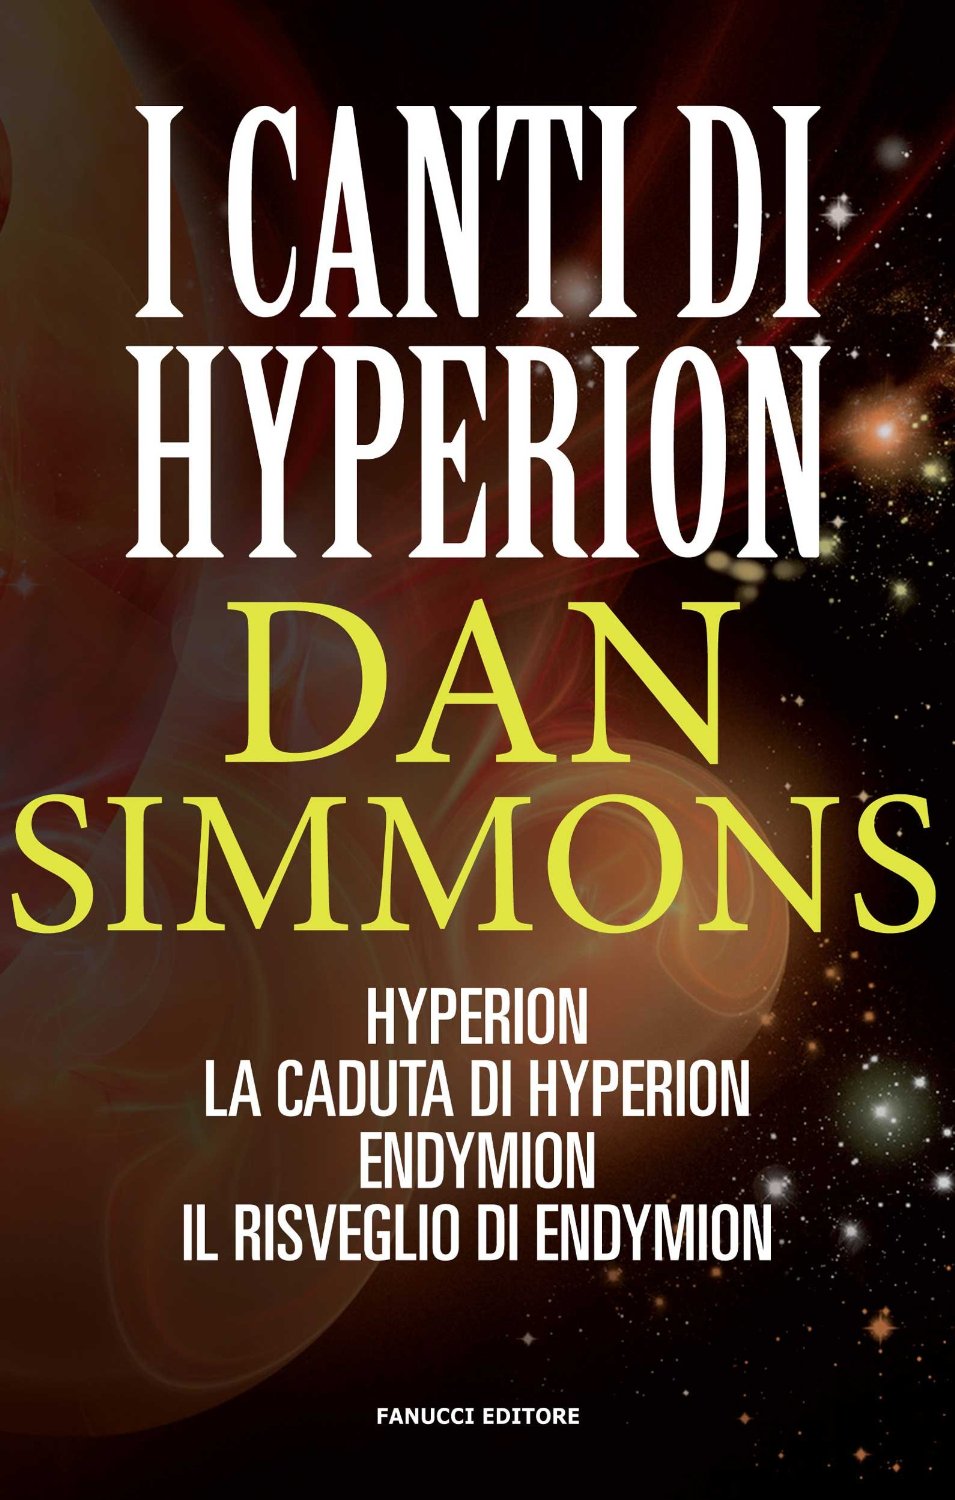 I CANTI DI
HYPERION
DAN
SIMMONS
HYPERION
LA CADUTA DI HYPERION
ENDYMION
IL RISVEGLIO DI ENDYMION
FANUCCI EDITORE